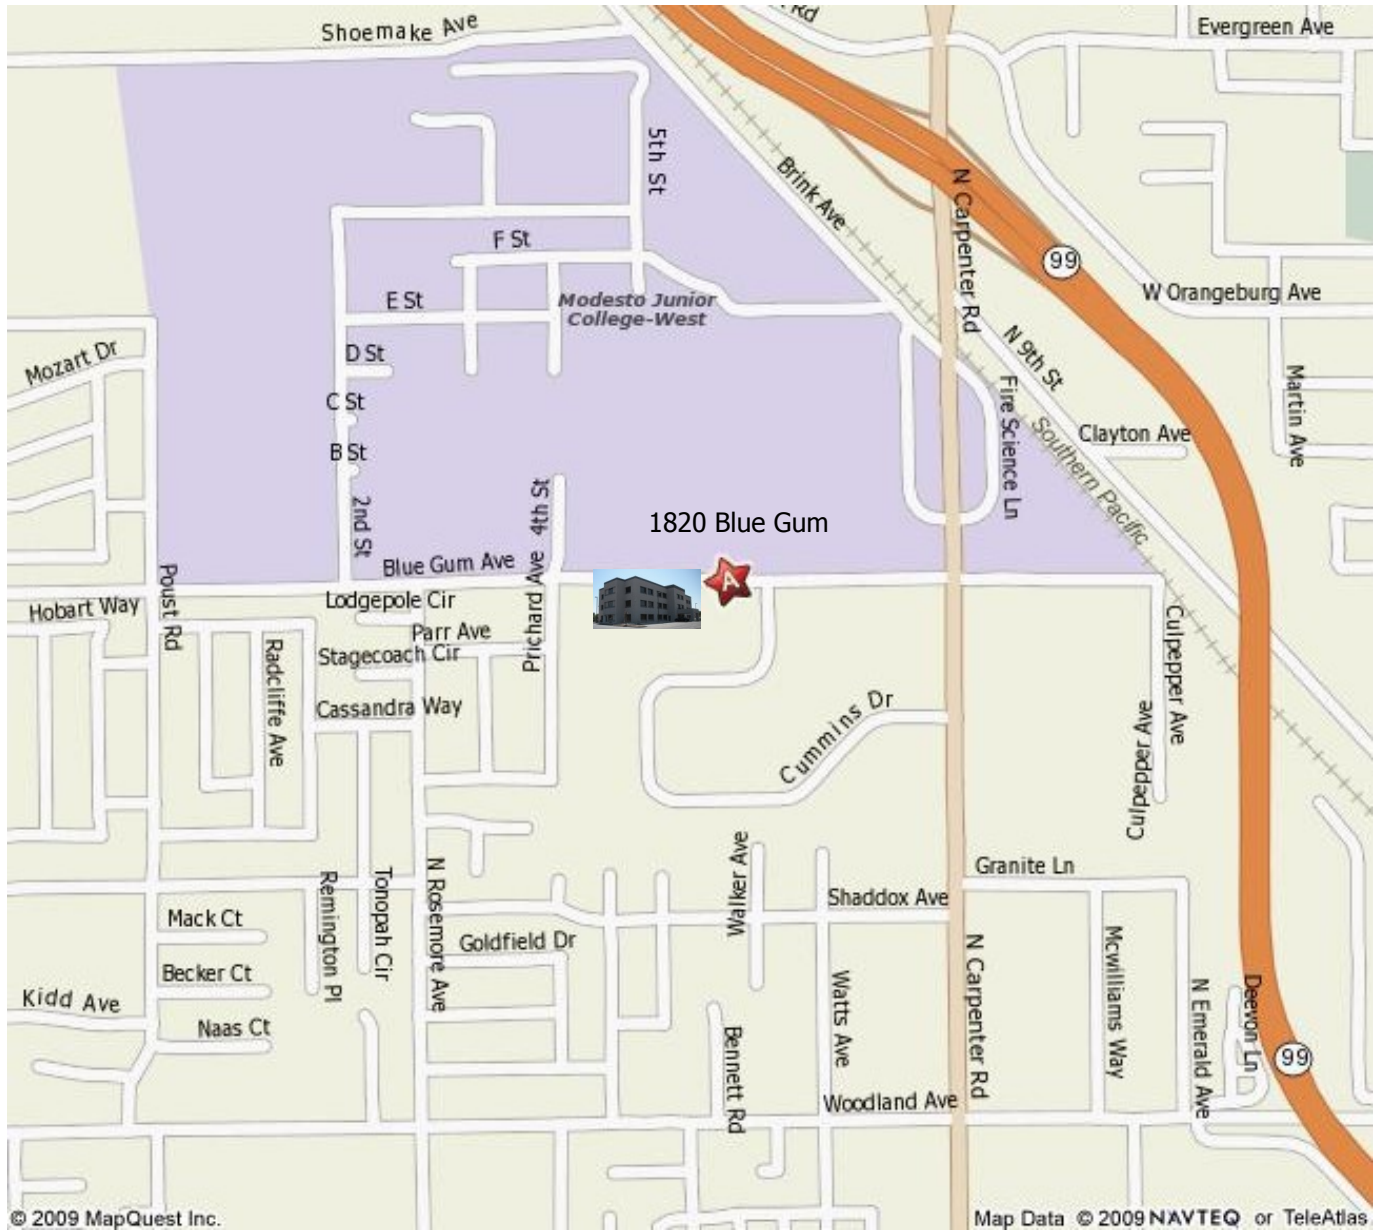 Shoemake Ave
Rd
Evergreen Ave
5th St
Brink Ave
N Carpenter Rd
F St
99
E St
Modesto Junior
College-West
W Orangeburg Ave
N 9th St
Mozart Dr
D St
Fire Science Ln
Martin Ave
C St
Southern Pacific
Clayton Ave
B St
2nd St
4th St
1820 Blue Gum
Blue Gum Ave
A
Poust Rd
Prichard Ave
Hobart Way
Lodgepole Cir
Culpepper Ave
Parr Ave
Radcliffe Ave
Stagecoach Cir
Cassandra Way
Cummins Dr
Culpepper Ave
Walker Ave
Granite Ln
Remington Pl
Tonopah Cir
N Rosemore Ave
Shaddox Ave
Mack Ct
Goldfield Dr
N Carpenter Rd
Mcwilliams Way
Becker Ct
Watts Ave
N Emerald Ave
Deevon Ln
Kidd Ave
Naas Ct
Bennett Rd
99
Woodland Ave
© 2009 MapQuest Inc.
Map Data © 2009 NAVTEQ or TeleAtlas